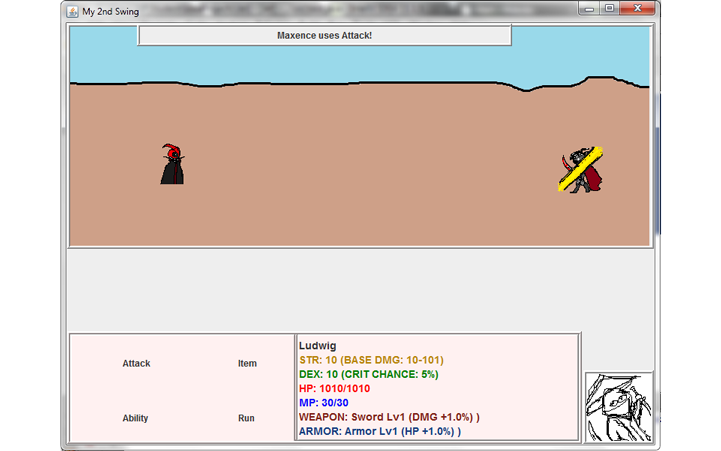 My 2nd Swing
Maxence uses Attack!
Attack
Item
Ability
Run
Ludwig
STR: 10 (BASE DMG: 10-101)
DEX: 10 (CRIT CHANCE: 5%)
HP: 1010/1010
MP: 30/30
WEAPON: Sword Lv1 (DMG +1.0%) )
ARMOR: Armor Lv1 (HP +1.0%) )